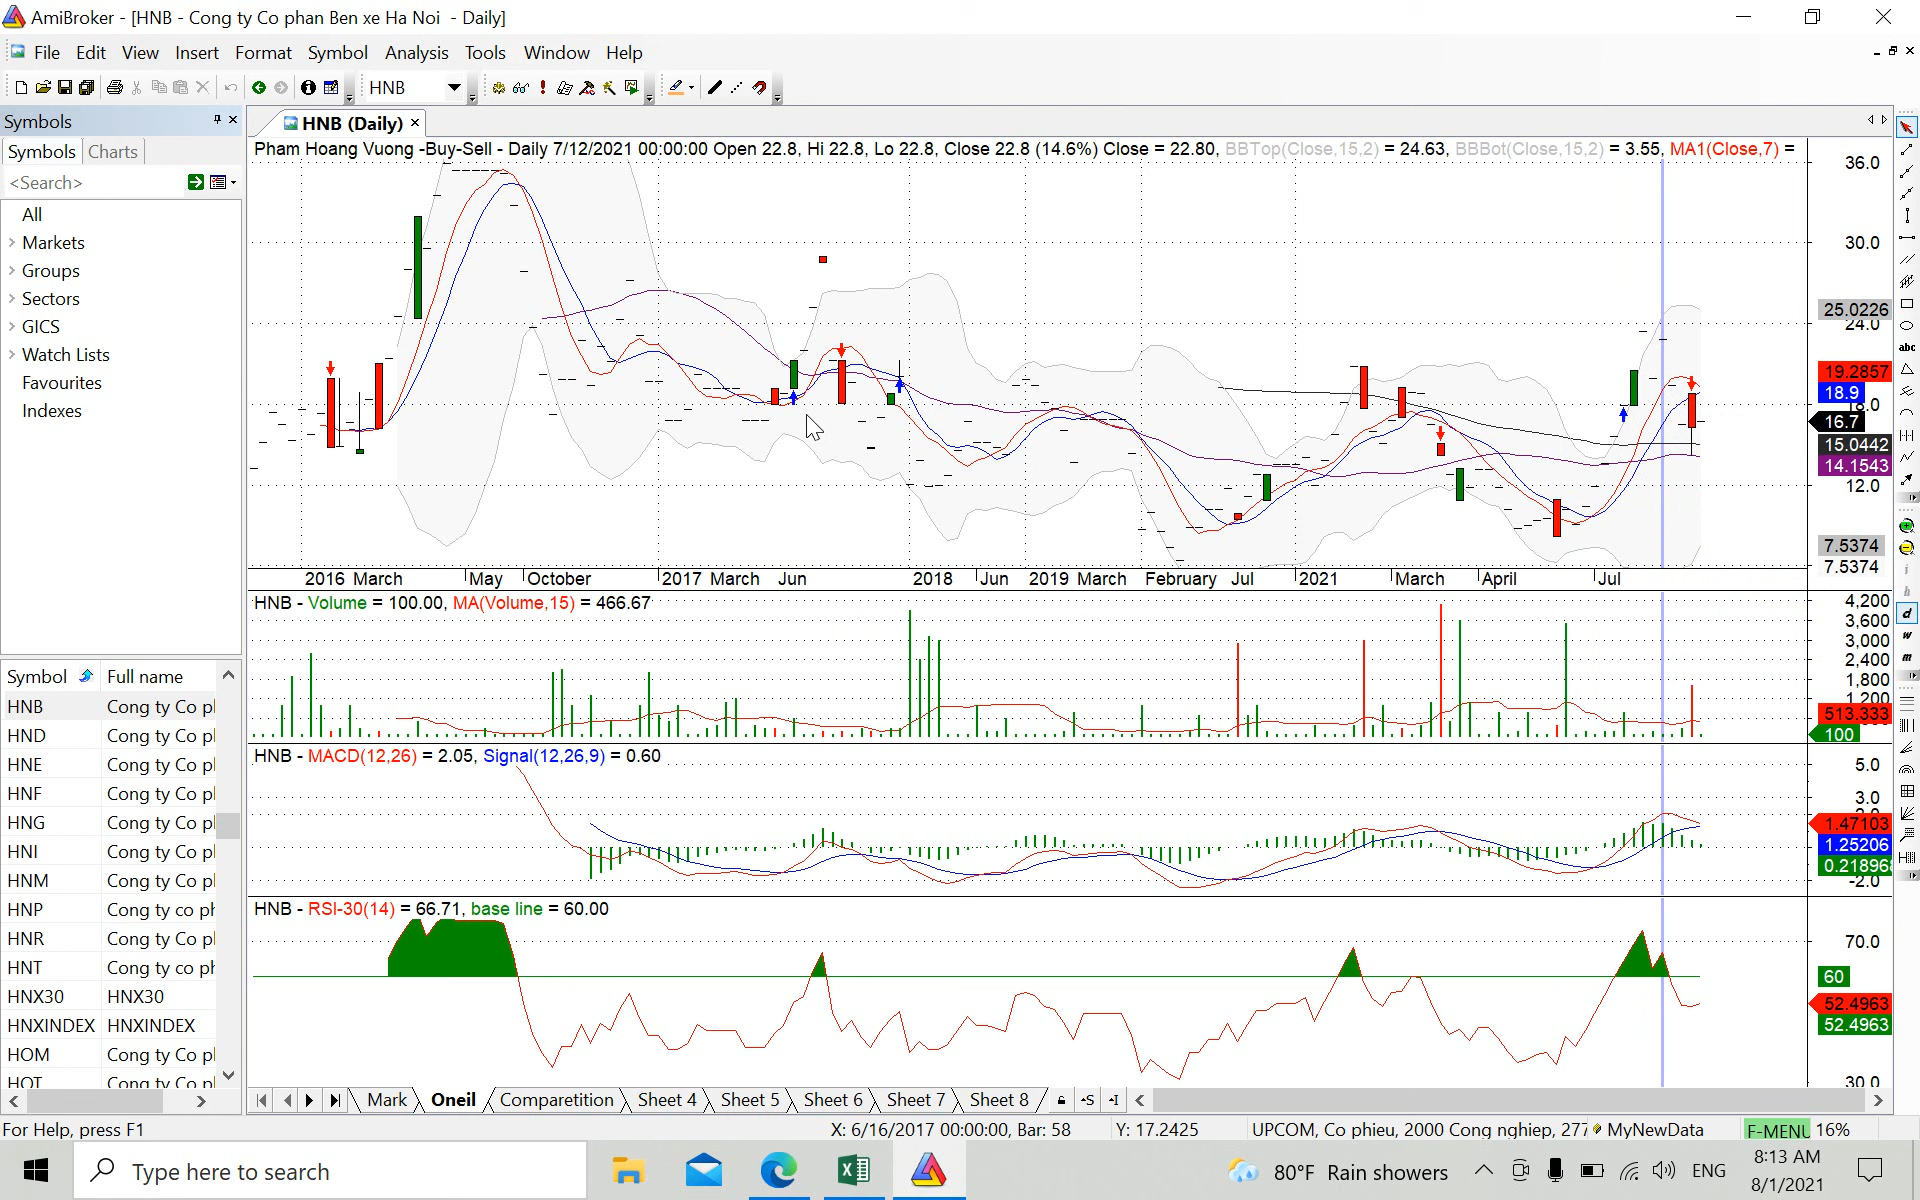 AmiBroker - [HNB - Cong ty Co phan Ben xe Ha Noi - Daily]
File Edit View Insert Format Symbol Analysis Tools Window Help
HNB
Symbols
Symbols Charts
<Search>
All
Markets
Groups
Sectors
GICS
Watch Lists
Favourites
Indexes
Symbol Full name
HNB Cong ty Co pl
HND Cong ty Co pl
HNE Cong ty Co pl
HNF Cong ty Co pl
HNG Cong ty Co pl
HNI Cong ty Co pl
HNM Cong ty Co pl
HNP Cong ty co ph
HNR Cong ty Co pl
HNT Cong ty co ph
HNX30 HNX30
HNXINDEX HNXINDEX
HOM Cong ty Co pl
HOT Cong ty Co pl
HNB (Daily)
Pham Hoang Vuong -Buy-Sell - Daily 7/12/2021 00:00:00 Open 22.8, Hi 22.8, Lo 22.8, Close 22.8 (14.6%) Close = 22.80, BBTop(Close,15,2) = 24.63, BBBot(Close,15,2) = 3.55, MA1(Close,7) =
36.0
30.0
25.0226
24.0
19.2857
18.9
18.0
16.7
15.0442
14.1543
12.0
7.5374
7.5374
2016 March May October 2017 March Jun 2018 Jun 2019 March February Jul 2021 March April Jul
HNB - Volume = 100.00, MA(Volume,15) = 466.67
4,200
3,600
3,000
2,400
1,800
1,200
513.333
100
HNB - MACD(12,26) = 2.05, Signal(12,26,9) = 0.60
5.0
3.0
1.47103
1.25206
0.218968
-2.0
HNB - RSI-30(14) = 66.71, base line = 60.00
70.0
60
52.4963
52.4963
30.0
Mark Oneil Comparetition Sheet 4 Sheet 5 Sheet 6 Sheet 7 Sheet 8
abc
d
w
m
For Help, press F1
X: 6/16/2017 00:00:00, Bar: 58 Y: 17.2425 UPCOM, Co phieu, 2000 Cong nghiep, 277 MyNewData F-MENU 16%
Type here to search
80°F Rain showers
ENG
8:13 AM
8/1/2021